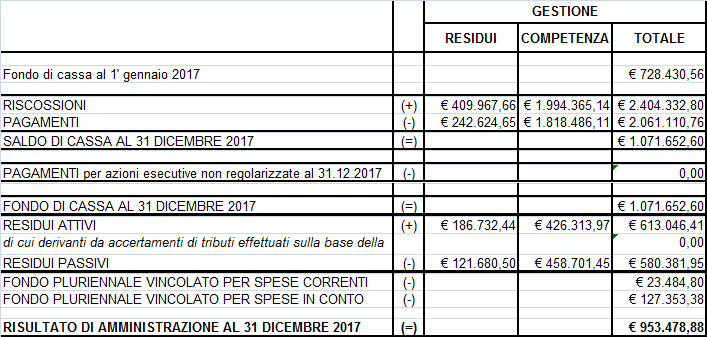 GESTIONE
RESIDUI COMPETENZA TOTALE
Fondo di cassa al 1' gennaio 2017 € 728.430,56
RISCOSSIONI (+) € 409.967,66 € 1.994.365,14 € 2.404.332,80
PAGAMENTI (-) € 242.624,65 € 1.818.486,11 € 2.061.110,76
SALDO DI CASSA AL 31 DICEMBRE 2017 (=) € 1.071.652,60
PAGAMENTI per azioni esecutive non regolarizzate al 31.12.2017 (-) 0,00
FONDO DI CASSA AL 31 DICEMBRE 2017 (=) € 1.071.652,60
RESIDUI ATTIVI (+) € 186.732,44 € 426.313,97 € 613.046,41
di cui derivanti da accertamenti di tributi effettuati sulla base della 0,00
RESIDUI PASSIVI (-) € 121.680,50 € 458.701,45 € 580.381,95
FONDO PLURIENNALE VINCOLATO PER SPESE CORRENTI (-) € 23.484,80
FONDO PLURIENNALE VINCOLATO PER SPESE IN CONTO (-) € 127.353,38
RISULTATO DI AMMINISTRAZIONE AL 31 DICEMBRE 2017 (=) € 953.478,88